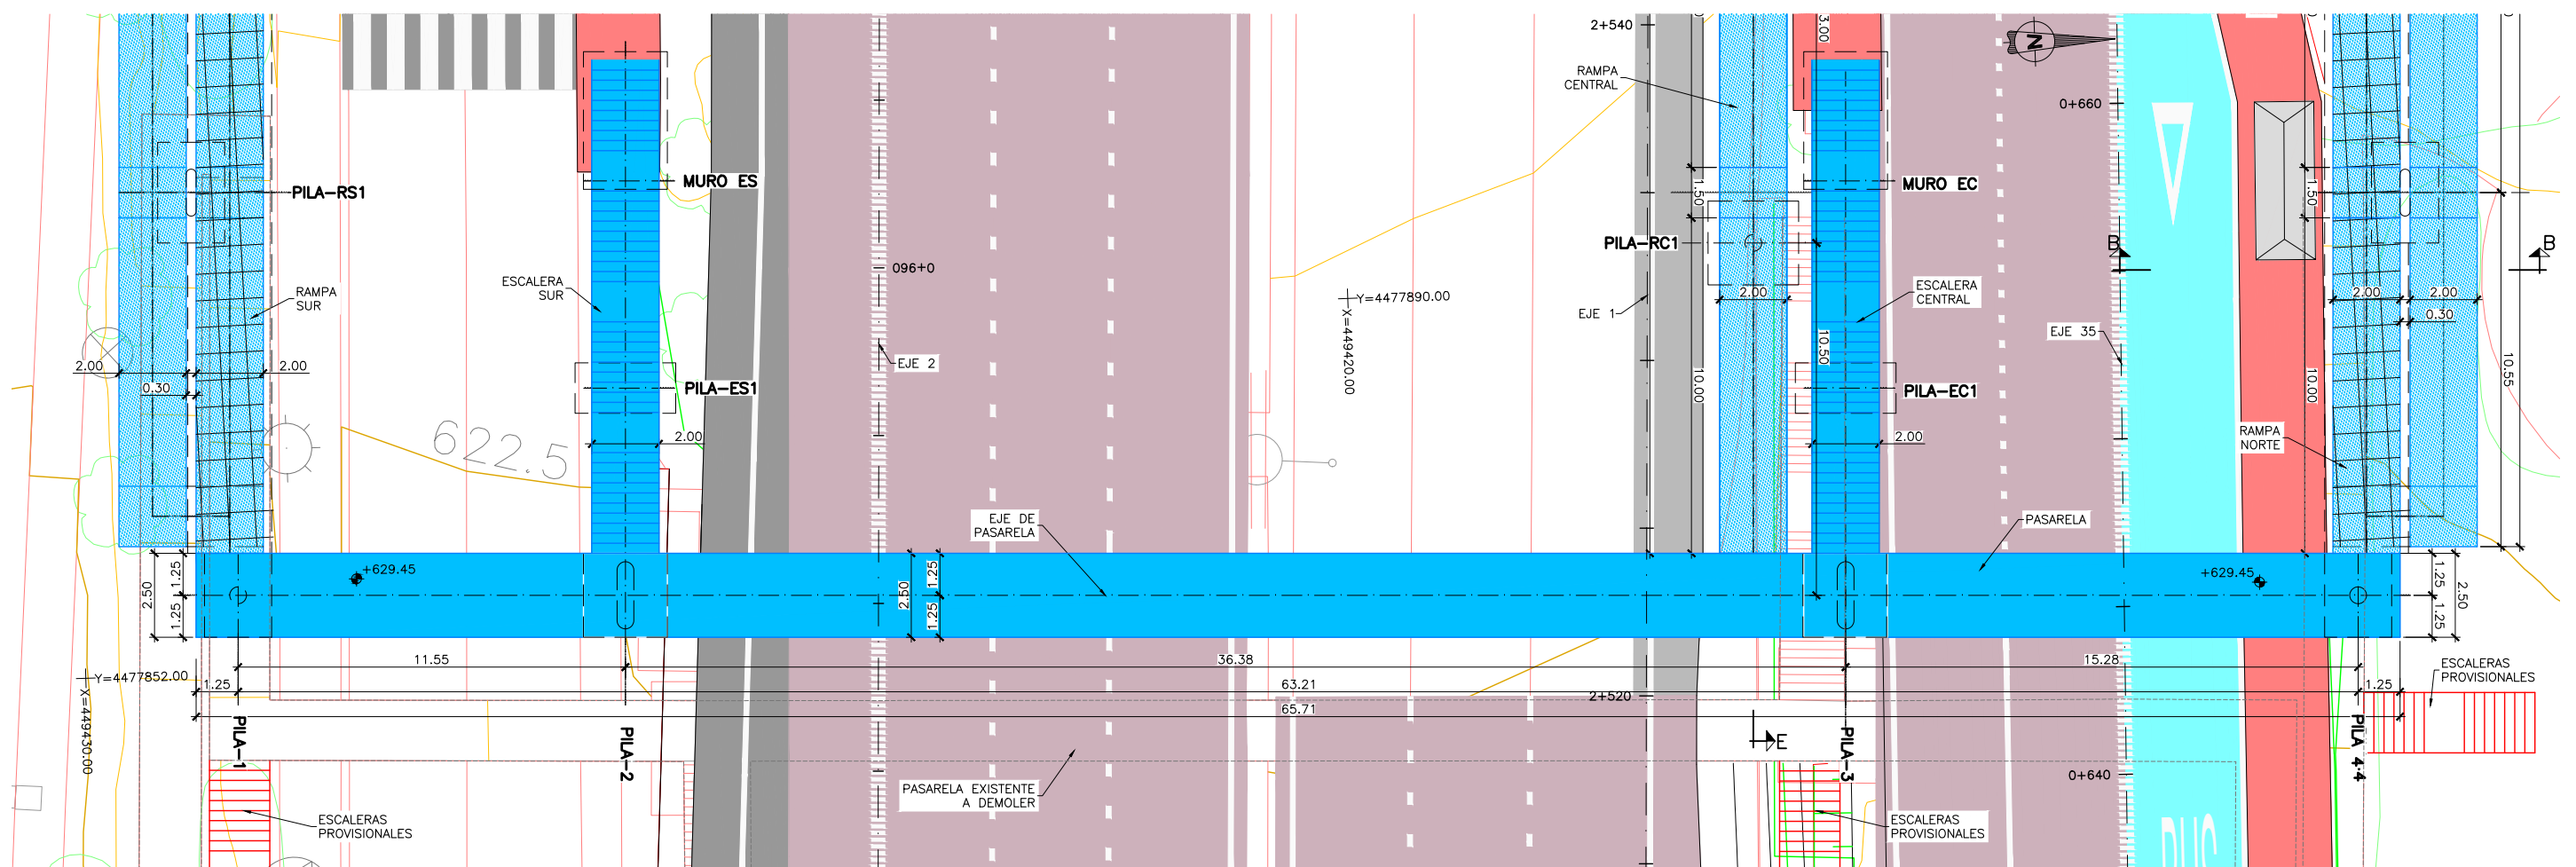 2+540
3.00
N
RAMPA
CENTRAL
0+660
PILA-RS1
MURO ES
MURO EC
1.50
1.50
PILA-RC1
B
B
096+0
ESCALERA
SUR
RAMPA
SUR
Y=4477890.00
X=449420.00
EJE 1
2.00
ESCALERA
CENTRAL
2.00
2.00
0.30
EJE 35
EJE 2
10.50
10.00
10.00
10.55
2.00
2.00
0.30
PILA-ES1
PILA-EC1
622.5
2.00
2.00
RAMPA
NORTE
EJE DE
PASARELA
PASARELA
+629.45
+629.45
2.50
1.25
1.25
2.50
1.25
1.25
1.25
1.25
2.50
11.55
36.38
15.28
Y=4477852.00
X=449430.00
1.25
63.21
1.25
65.71
2+520
ESCALERAS
PROVISIONALES
PILA-1
PILA-2
PILA-3
PILA 4-4
E
PASARELA EXISTENTE
A DEMOLER
0+640
ESCALERAS
PROVISIONALES
ESCALERAS
PROVISIONALES
BUS